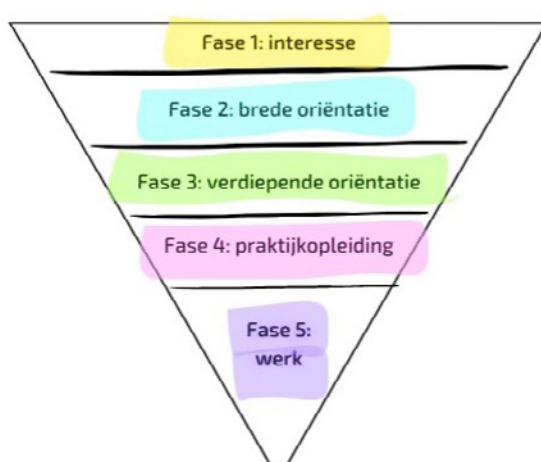 Fase 1: interesse
Fase 2: brede oriëntatie
Fase 3: verdiepende oriëntatie
Fase 4: praktijkopleiding
Fase 5:
werk